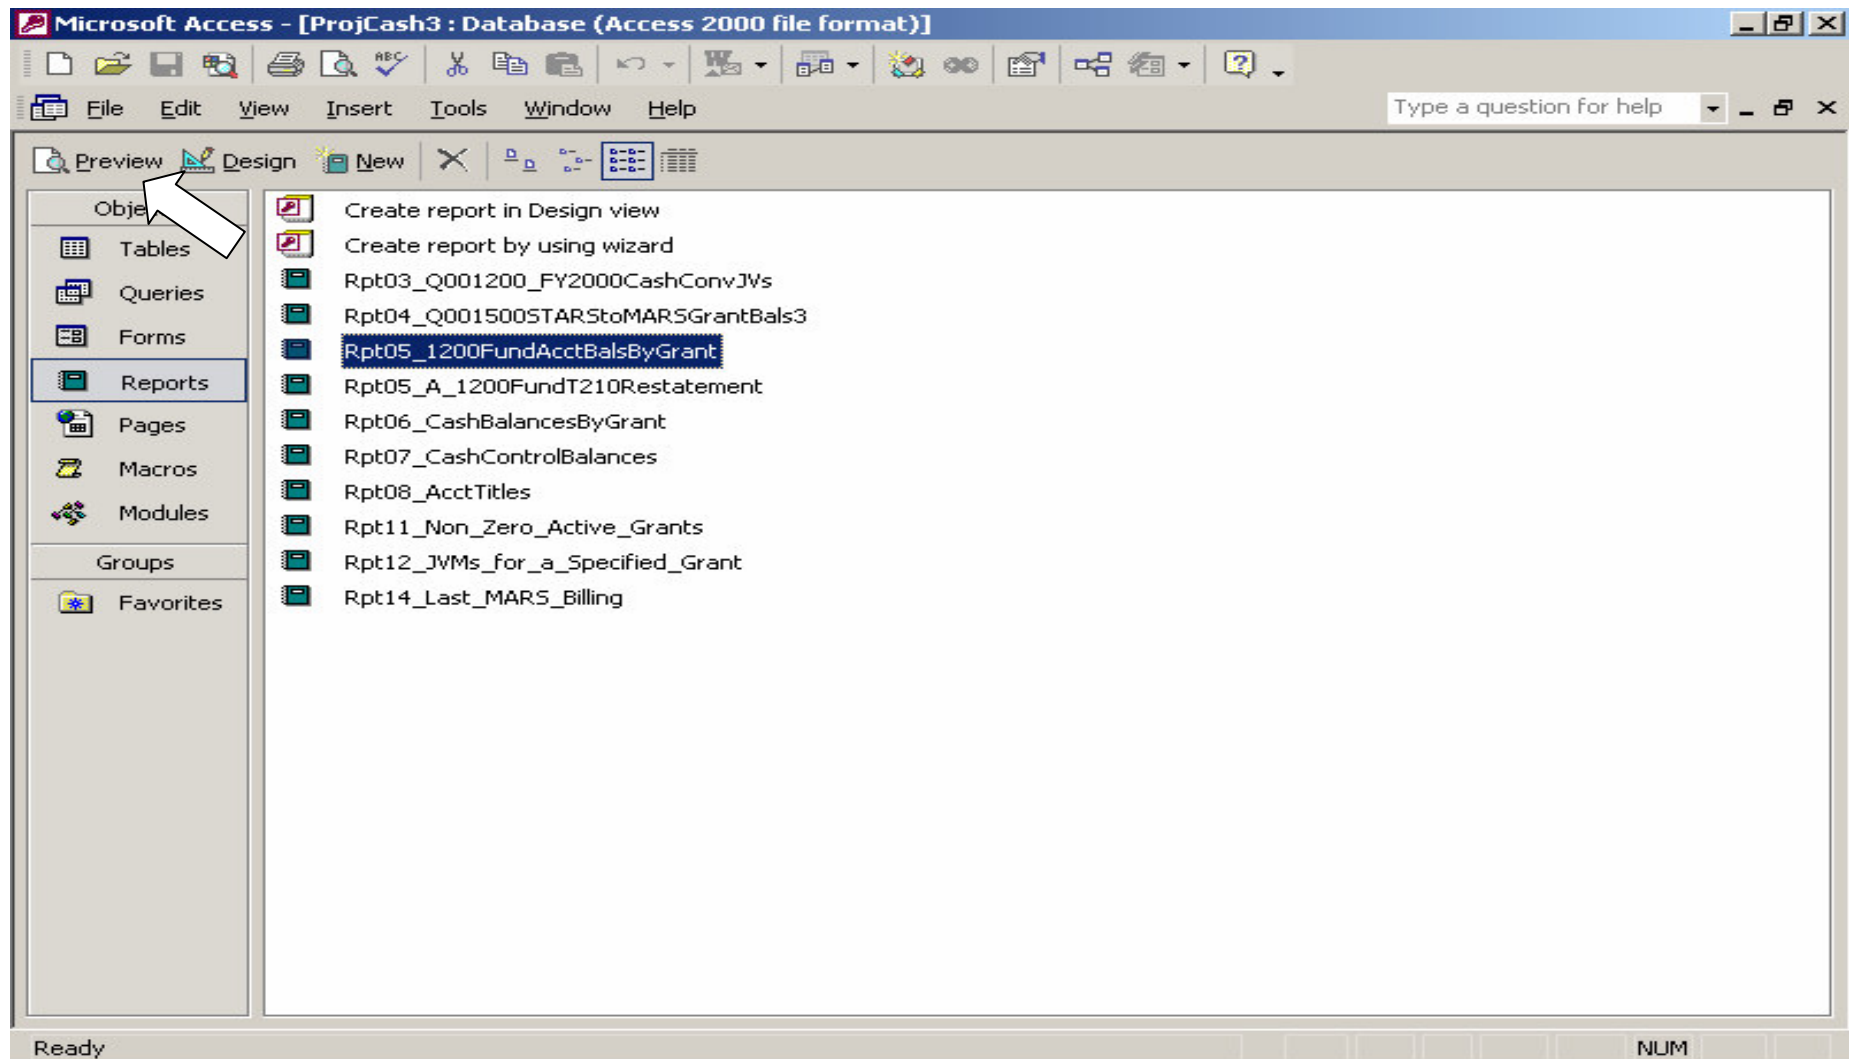 Microsoft Access - [ProjCash3 : Database (Access 2000 file format)]
ABC
File Edit View Insert Tools Window Help Type a question for help
Preview Design New
Obje
Tables
Queries
Forms
Reports
Pages
Macros
Modules
Groups
Favorites
Create report in Design view
Create report by using wizard
Rpt03_Q001200_FY2000CashConvJVs
Rpt04_Q001500STARStoMARSGrantBals3
Rpt05_1200FundAcctBalsByGrant
Rpt05_A_1200FundT210Restatement
Rpt06_CashBalancesByGrant
Rpt07_CashControlBalances
Rpt08_AcctTitles
Rpt11_Non_Zero_Active_Grants
Rpt12_JVMs_for_a_Specified_Grant
Rpt14_Last_MARS_Billing
Ready NUM